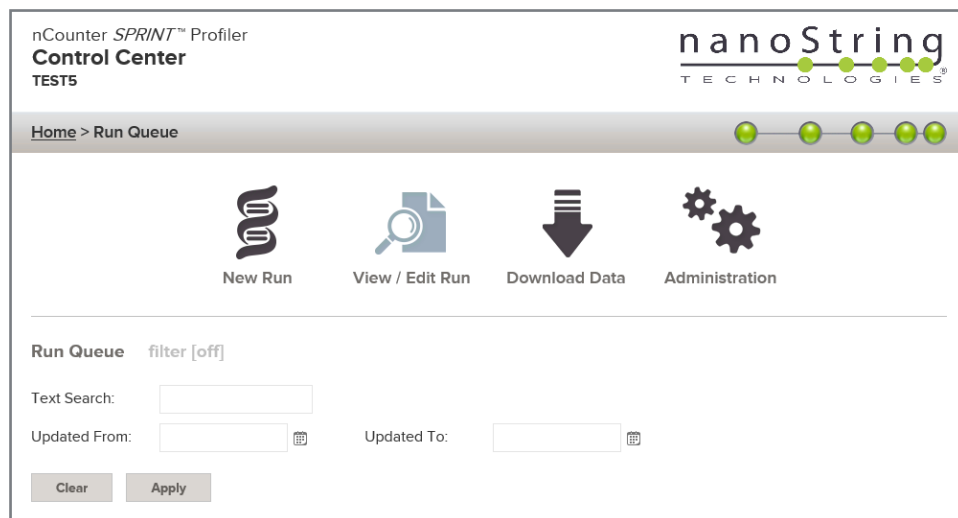 nCounter SPRINT™ Profiler
Control Center
TEST5
nanoString
TECHNOLOGIES®
Home > Run Queue
New Run
View / Edit Run
Download Data
Administration
Run Queue filter [off]
Text Search:
Updated From:
Updated To:
Clear
Apply